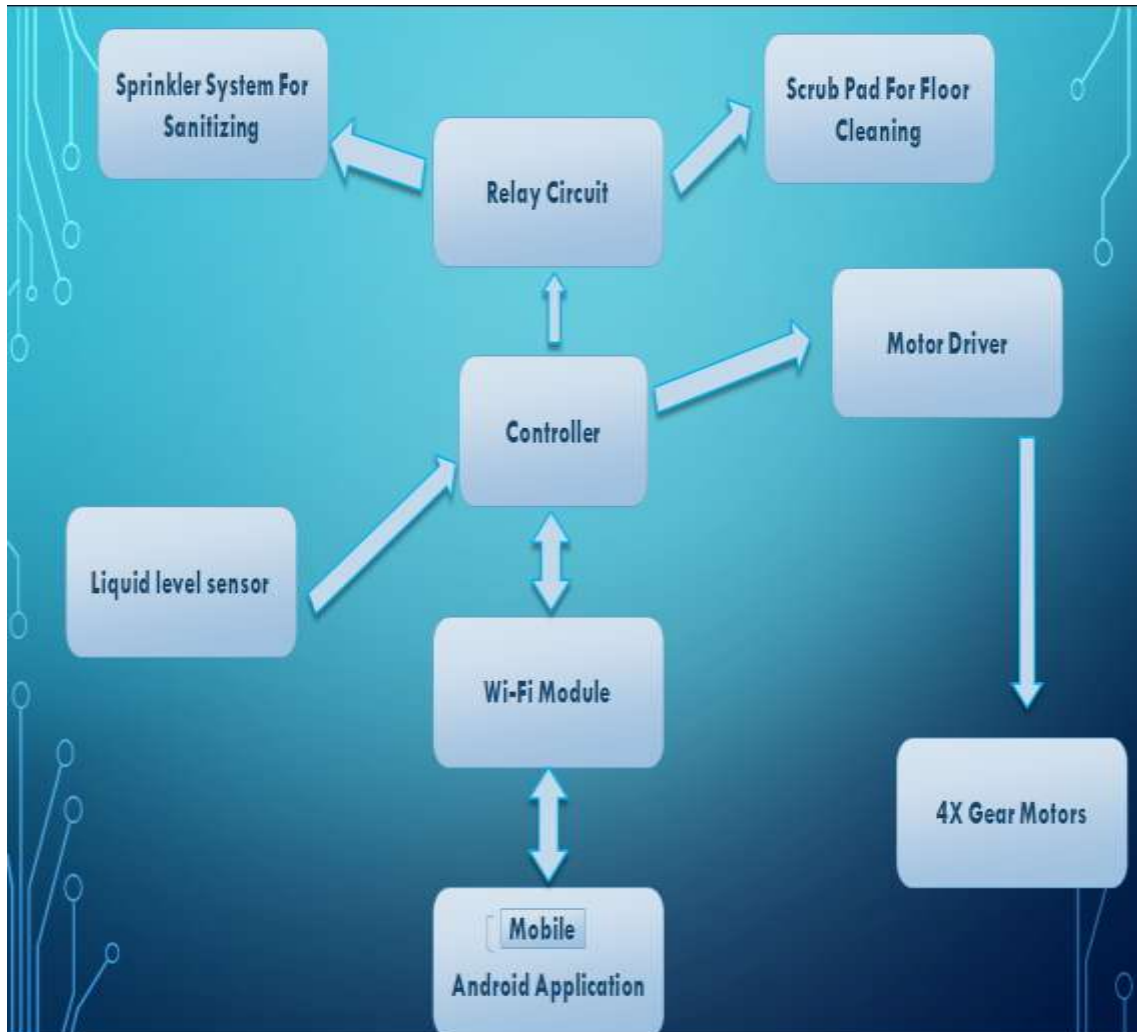 Sprinkler System For
Sanitizing
Scrub Pad For Floor
Cleaning
Relay Circuit
Motor Driver
Controller
Liquid level sensor
Wi-Fi Module
4X Gear Motors
Mobile
Android Application